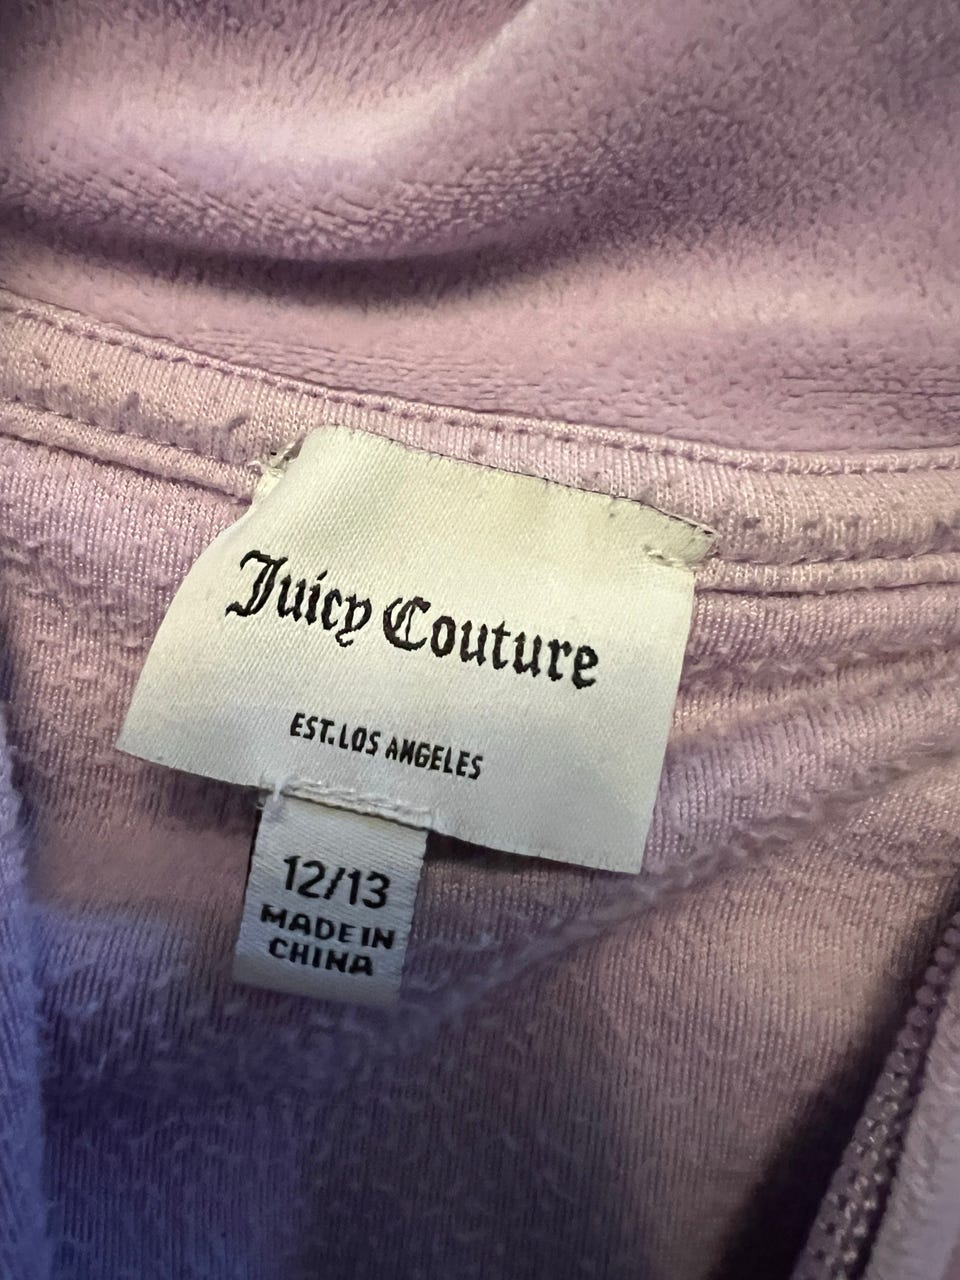 Juicy Couture
EST. LOS ANGELES
12/13
MADE IN
CHINA